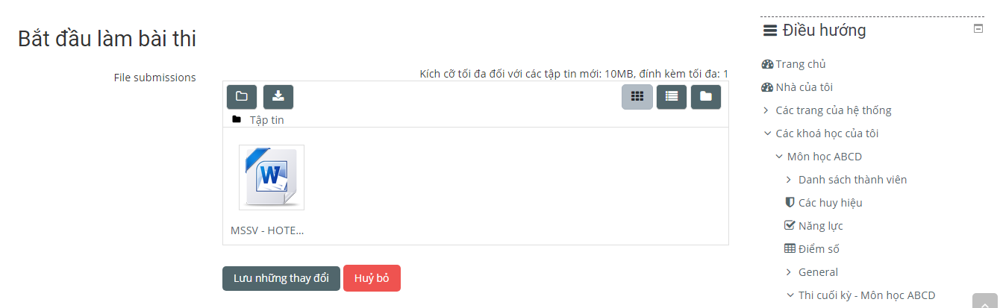 Bắt đầu làm bài thi
File submissions
Kích cỡ tối đa đối với các tập tin mới: 10MB, đính kèm tối đa: 1
Tập tin
W
MSSV - HOTE...
Lưu những thay đổi
Huỷ bỏ
Điều hướng
Trang chủ
Nhà của tôi
Các trang của hệ thống
Các khoá học của tôi
Môn học ABCD
Danh sách thành viên
Các huy hiệu
Năng lực
Điểm số
General
Thi cuối kỳ - Môn học ABCD